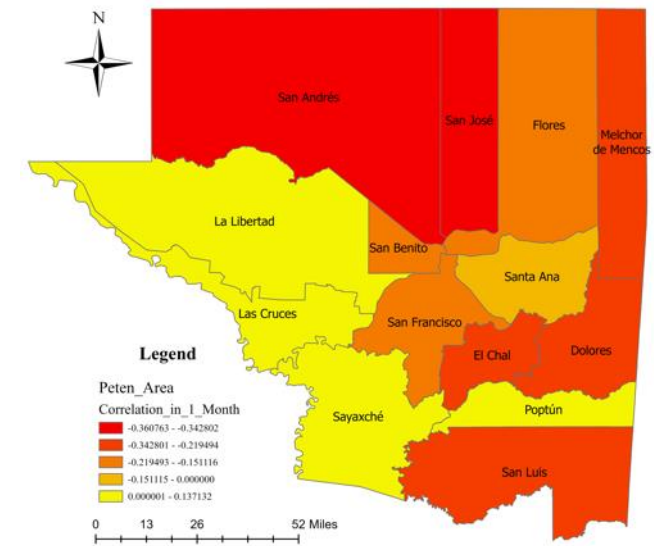 N
San Andrés
San José
Flores
Melchor
de Mencos
La Libertad
San Benito
Santa Ana
Las Cruces
San Francisco
El Chal
Dolores
Sayaxché
Poptún
San Luis
Legend
Peten_Area
Correlation_in_1_Month
-0.360763 - -0.342802
-0.342801 - -0.219494
-0.219493 - -0.151116
-0.151115 - 0.000000
0.000001 - 0.137132
0 13 26 52 Miles